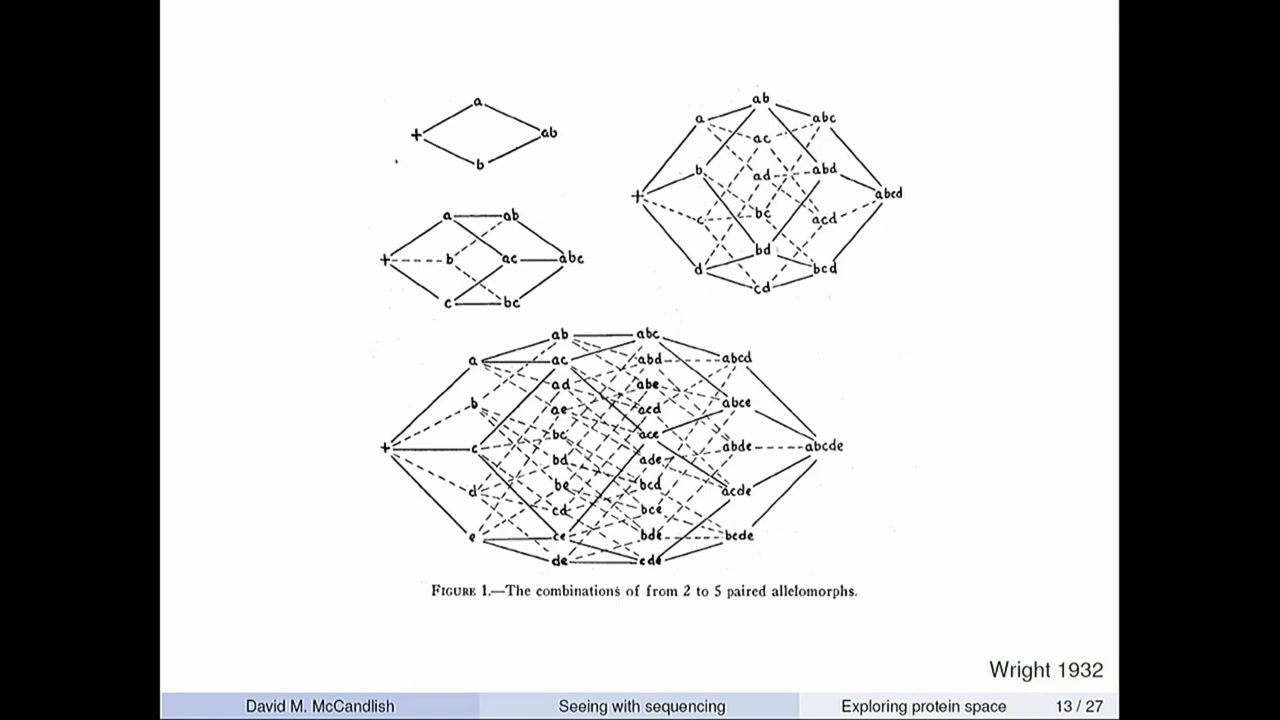 a
+
ab
b
a
ab
+
b
ac
abc
c
bc
ab
a
abc
ac
b
ad
abd
+
abcd
c
bc
acd
bd
d
bcd
cd
ab
abc
a
ac
abd
abcd
ad
abe
b
ae
acd
abce
bc
ace
+
c
abde
abcde
bd
ade
d
be
bcd
acde
cd
bce
e
ce
bde
bcde
de
cde
FIGURE 1.—The combinations of from 2 to 5 paired allelomorphs.
Wright 1932
David M. McCandlish Seeing with sequencing Exploring protein space 13 / 27